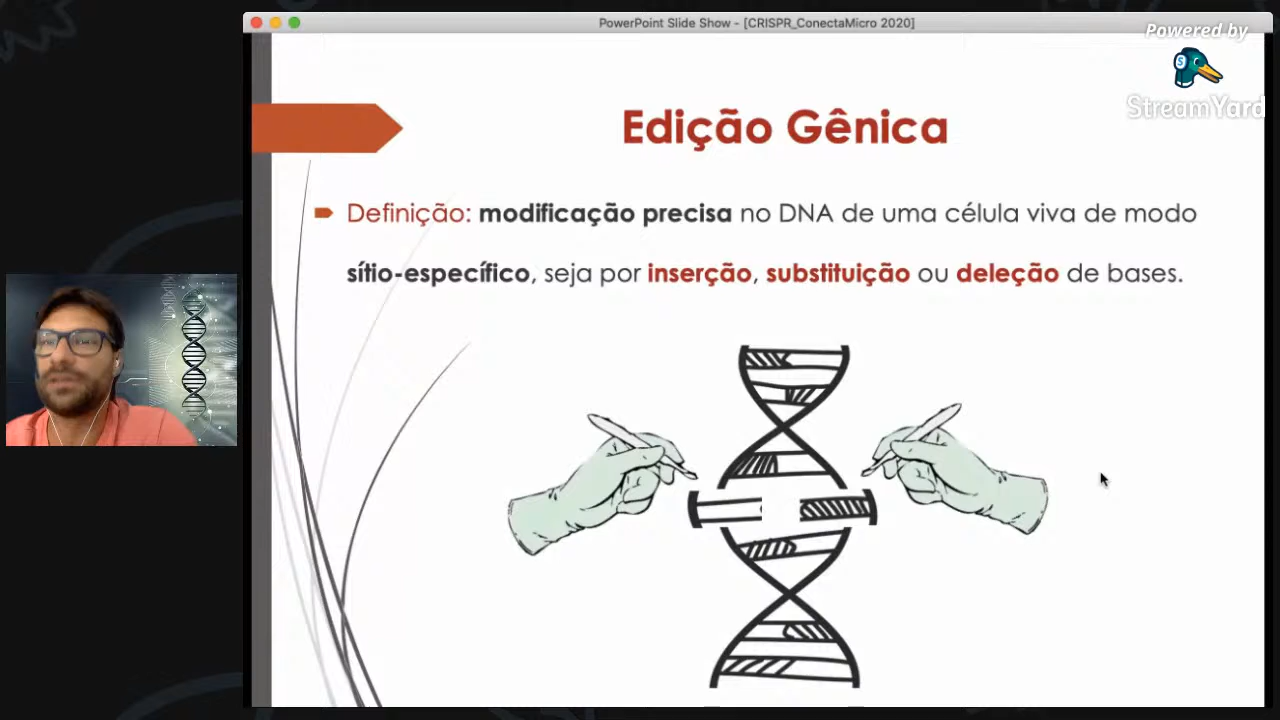 PowerPoint Slide Show - [CRISPR_ConectaMicro 2020]
Powered by
S
StreamYard
Edição Gênica
Definição: modificação precisa no DNA de uma célula viva de modo
sítio-específico, seja por inserção, substituição ou deleção de bases.